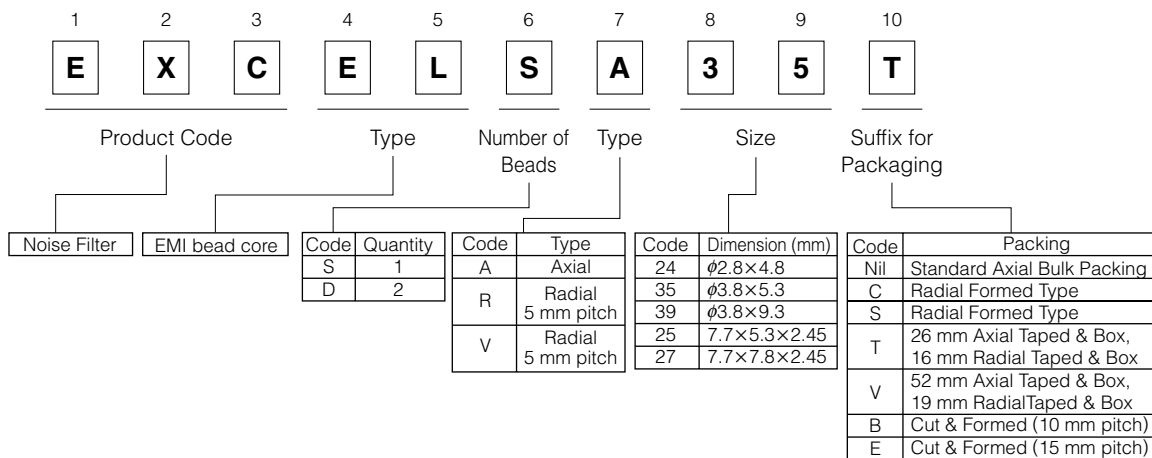 1 2 3 4 5 6 7 8 9 10
E X C E L S A 3 5 T
Product Code Type Number of Beads Type Size Suffix for Packaging
Noise Filter
EMI bead core
Code Quantity
S 1
D 2
Code Type
A Axial
R Radial
5 mm pitch
V Radial
5 mm pitch
Code Dimension (mm)
24 ϕ2.8×4.8
35 ϕ3.8×5.3
39 ϕ3.8×9.3
25 7.7×5.3×2.45
27 7.7×7.8×2.45
Code Packing
Nil Standard Axial Bulk Packing
C Radial Formed Type
S Radial Formed Type
T 26 mm Axial Taped & Box,
16 mm Radial Taped & Box
V 52 mm Axial Taped & Box,
19 mm RadialTaped & Box
B Cut & Formed (10 mm pitch)
E Cut & Formed (15 mm pitch)